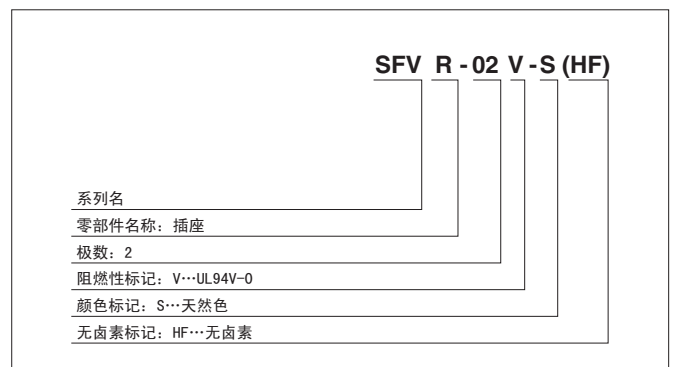 SFV R - 02 V - S (HF)
系列名
零部件名称：插座
极数：2
阻燃性标记：V…UL94V-0
颜色标记：S…天然色
无卤素标记：HF…无卤素